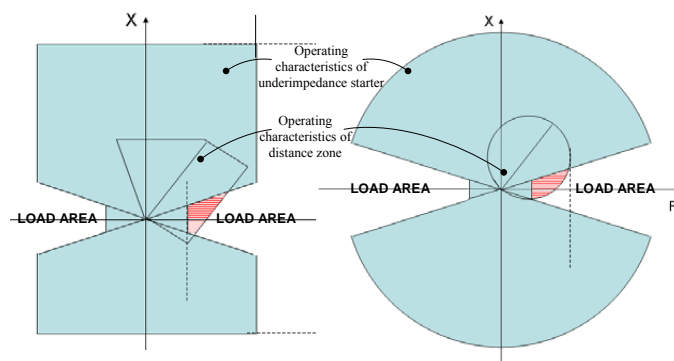 X
Operating
characteristics of
underimpedance starter
Operating
characteristics of
distance zone
LOAD AREA
LOAD AREA
X
LOAD AREA
LOAD AREA
R